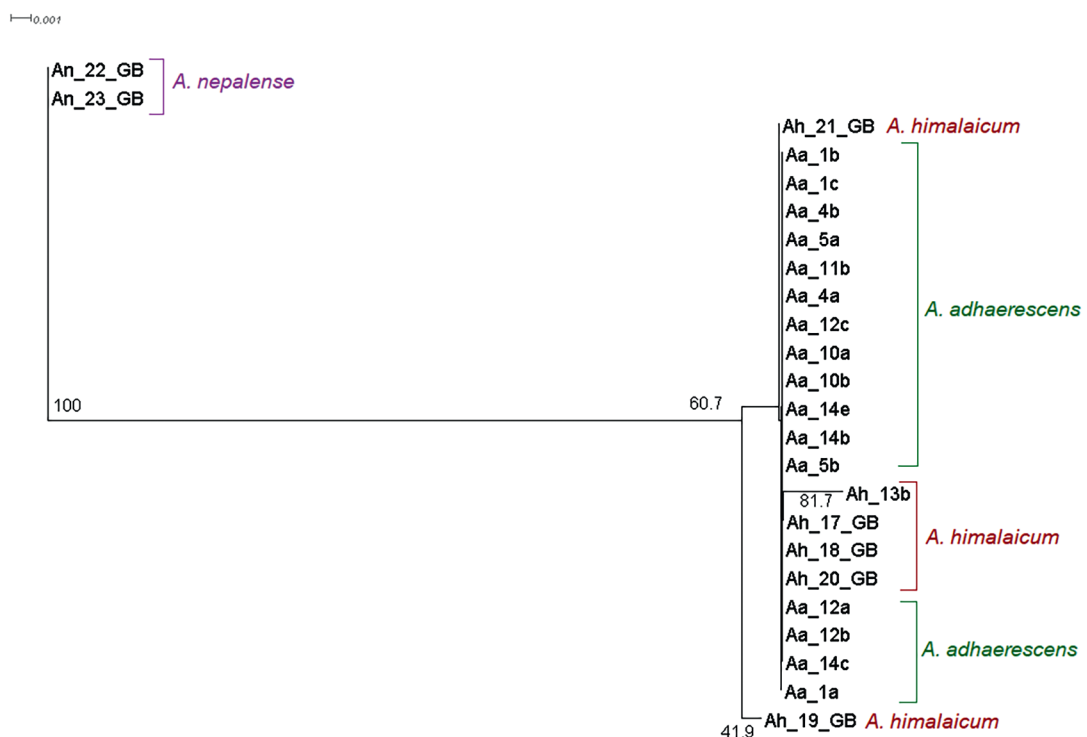 0.001
An_22_GB
An_23_GB
A. nepalense
Ah_21_GB A. himalaicum
Aa_1b
Aa_1c
Aa_4b
Aa_5a
Aa_11b
Aa_4a
A. adhaerescens
Aa_12c
Aa_10a
Aa_10b
100
60.7
Aa_14e
Aa_14b
Aa_5b
Ah_13b
81.7
Ah_17_GB
A. himalaicum
Ah_18_GB
Ah_20_GB
Aa_12a
Aa_12b
A. adhaerescens
Aa_14c
Aa_1a
Ah_19_GB A. himalaicum
41.9